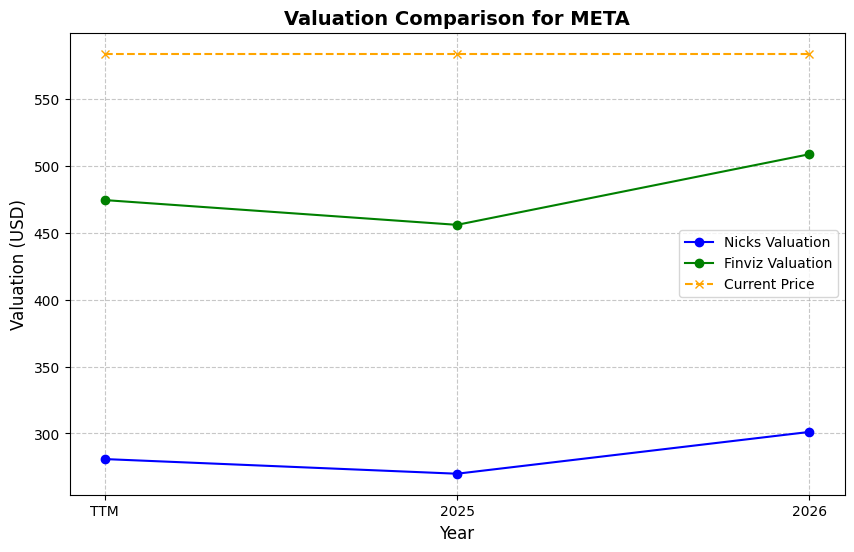 Valuation Comparison for META
Valuation (USD)
550
500
450
400
350
300
Nicks Valuation
Finviz Valuation
Current Price
TTM
2025
2026
Year